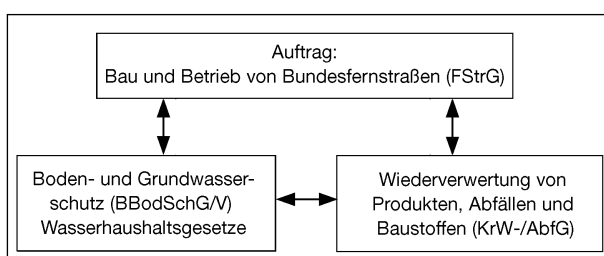 Auftrag:
Bau und Betrieb von Bundesfernstraßen (FStrG)
Boden- und Grundwasser-
schutz (BBodSchG/V)
Wasserhaushaltsgesetze
Wiederverwertung von
Produkten, Abfällen und
Baustoffen (KrW-/AbfG)